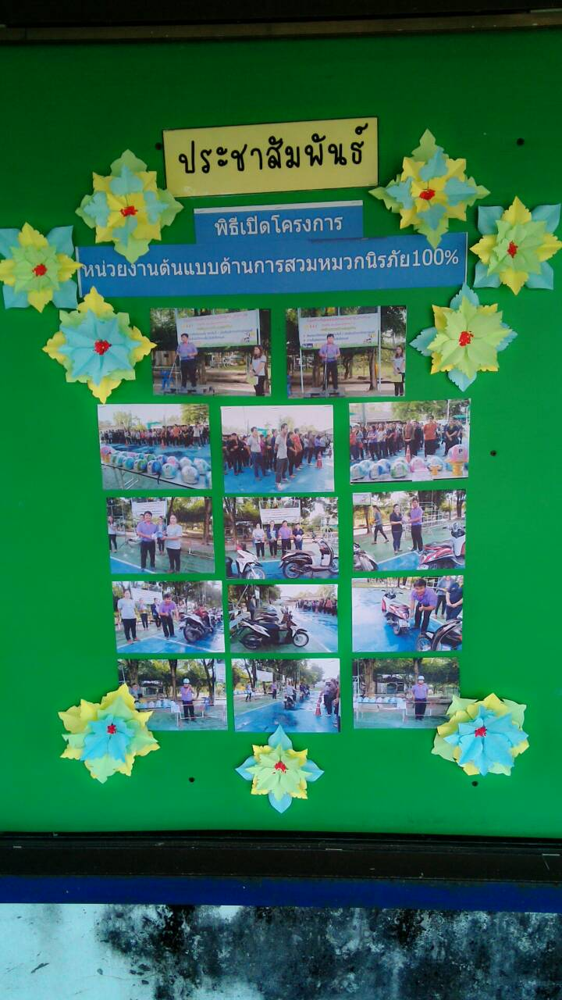 ประชาสัมพันธ์
พิธีเปิดโครงการ
หน่วยงานต้นแบบด้านการสวมหมวกนิรภัย100%